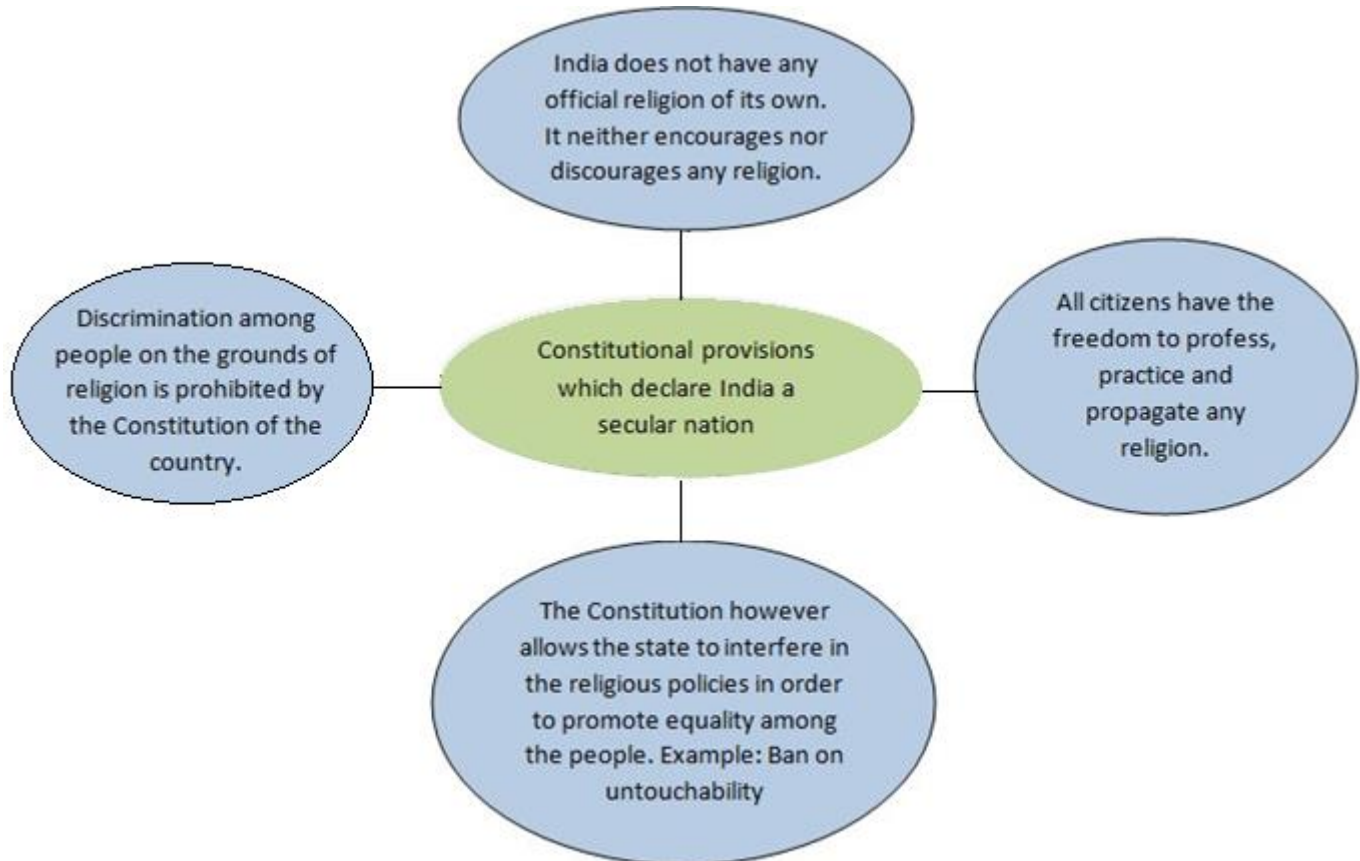 India does not have any
official religion of its own.
It neither encourages nor
discourages any religion.
Discrimination among
people on the grounds of
religion is prohibited by
the Constitution of the
country.
Constitutional provisions
which declare India a
secular nation
All citizens have the
freedom to profess,
practice and
propagate any
religion.
The Constitution however
allows the state to interfere in
the religious policies in order
to promote equality among
the people. Example: Ban on
untouchability